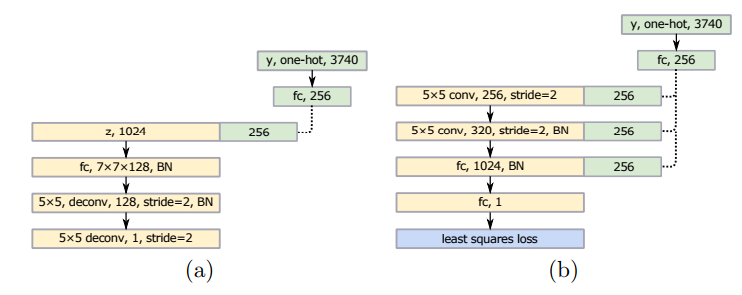 y, one-hot, 3740
fc, 256
z, 1024
256
fc, 7×7×128, BN
5×5, deconv, 128, stride=2, BN
5×5 deconv, 1, stride=2
(a)
y, one-hot, 3740
fc, 256
5×5 conv, 256, stride=2
256
5×5 conv, 320, stride=2, BN
256
fc, 1024, BN
256
fc, 1
least squares loss
(b)